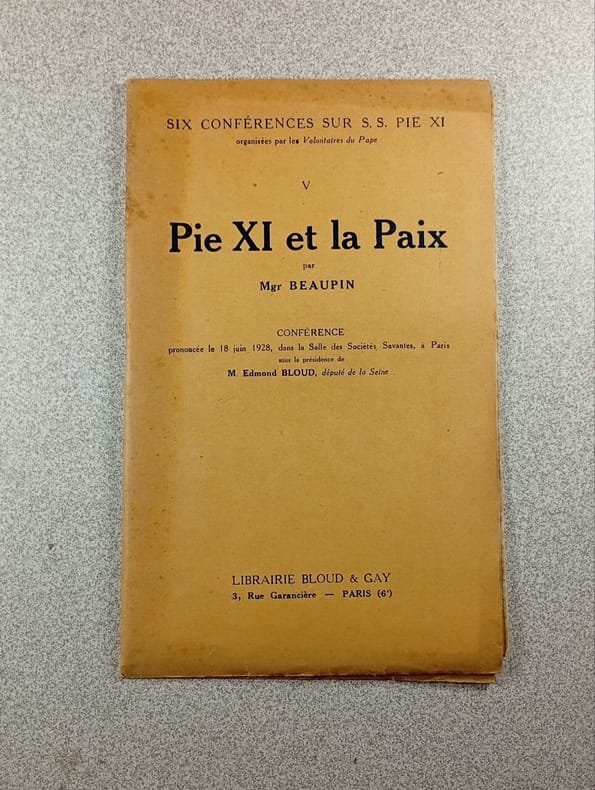 SIX CONFÉRENCES SUR S. S. PIE XI
organisées par les Volontaires du Pape
V
Pie XI et la Paix
par
Mgr BEAUPIN
CONFÉRENCE
prononcée le 18 juin 1928, dans la Salle des Sociétés Savantes, à Paris
sous la présidence de
M. Edmond BLOUD, député de la Seine
LIBRAIRIE BLOUD & GAY
3, Rue Garancière — PARIS (6ᵉ)